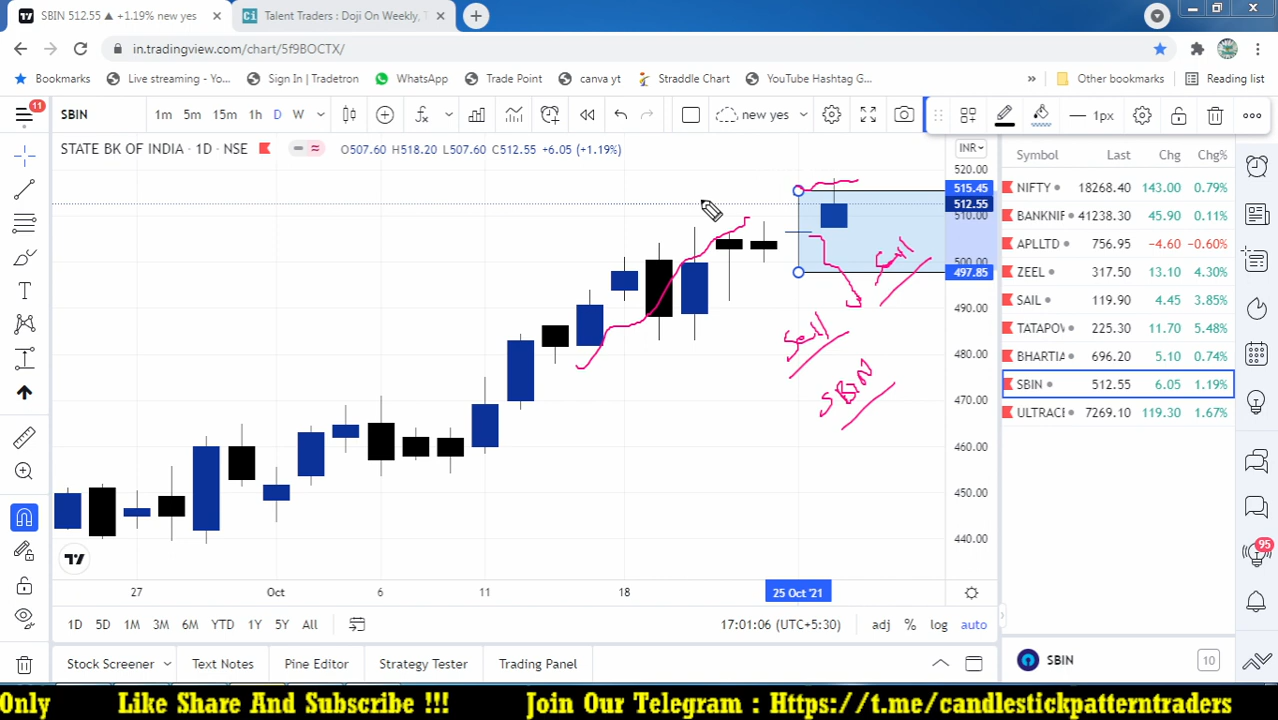 SBIN 512.55 ▲ +1.19% new yes
Talent Traders : Doji On Weekly, T
in.tradingview.com/chart/5f9BOCTX/
Bookmarks Live streaming - Yo... Sign In | Tradetron WhatsApp Trade Point canva yt Straddle Chart YouTube Hashtag G... » Other bookmarks Reading list
11 SBIN 1m 5m 15m 1h D W new yes 1px
STATE BK OF INDIA · 1D · NSE O507.60 H518.20 L507.60 C512.55 +6.05 (+1.19%) INR
520.00
515.45
512.55
510.00
500.00
497.85
490.00
480.00
470.00
460.00
450.00
440.00
Sell
Sell
SBIN
27 Oct 6 11 18 25 Oct '21
1D 5D 1M 3M 6M YTD 1Y 5Y All 17:01:06 (UTC+5:30) adj % log auto
Stock Screener Text Notes Pine Editor Strategy Tester Trading Panel
Symbol Last Chg Chg%
NIFTY 18268.40 143.00 0.79%
BANKNIF 41238.30 45.90 0.11%
APLLTD 756.95 −4.60 −0.60%
ZEEL 317.50 13.10 4.30%
SAIL 119.90 4.45 3.85%
TATAPOV 225.30 11.70 5.48%
BHARTIA 696.20 5.10 0.74%
SBIN 512.55 6.05 1.19%
ULTRACE 7269.10 119.30 1.67%
95
SBIN 10
Only Like Share And Subscribe !!! Join Our Telegram : Https://t.me/candlestickpatterntraders